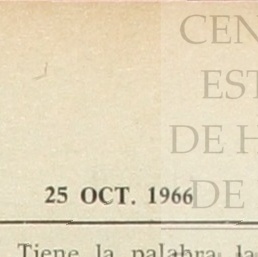 CEN
EST
DE H
DE
25 OCT. 1966
Tiene la palabra la